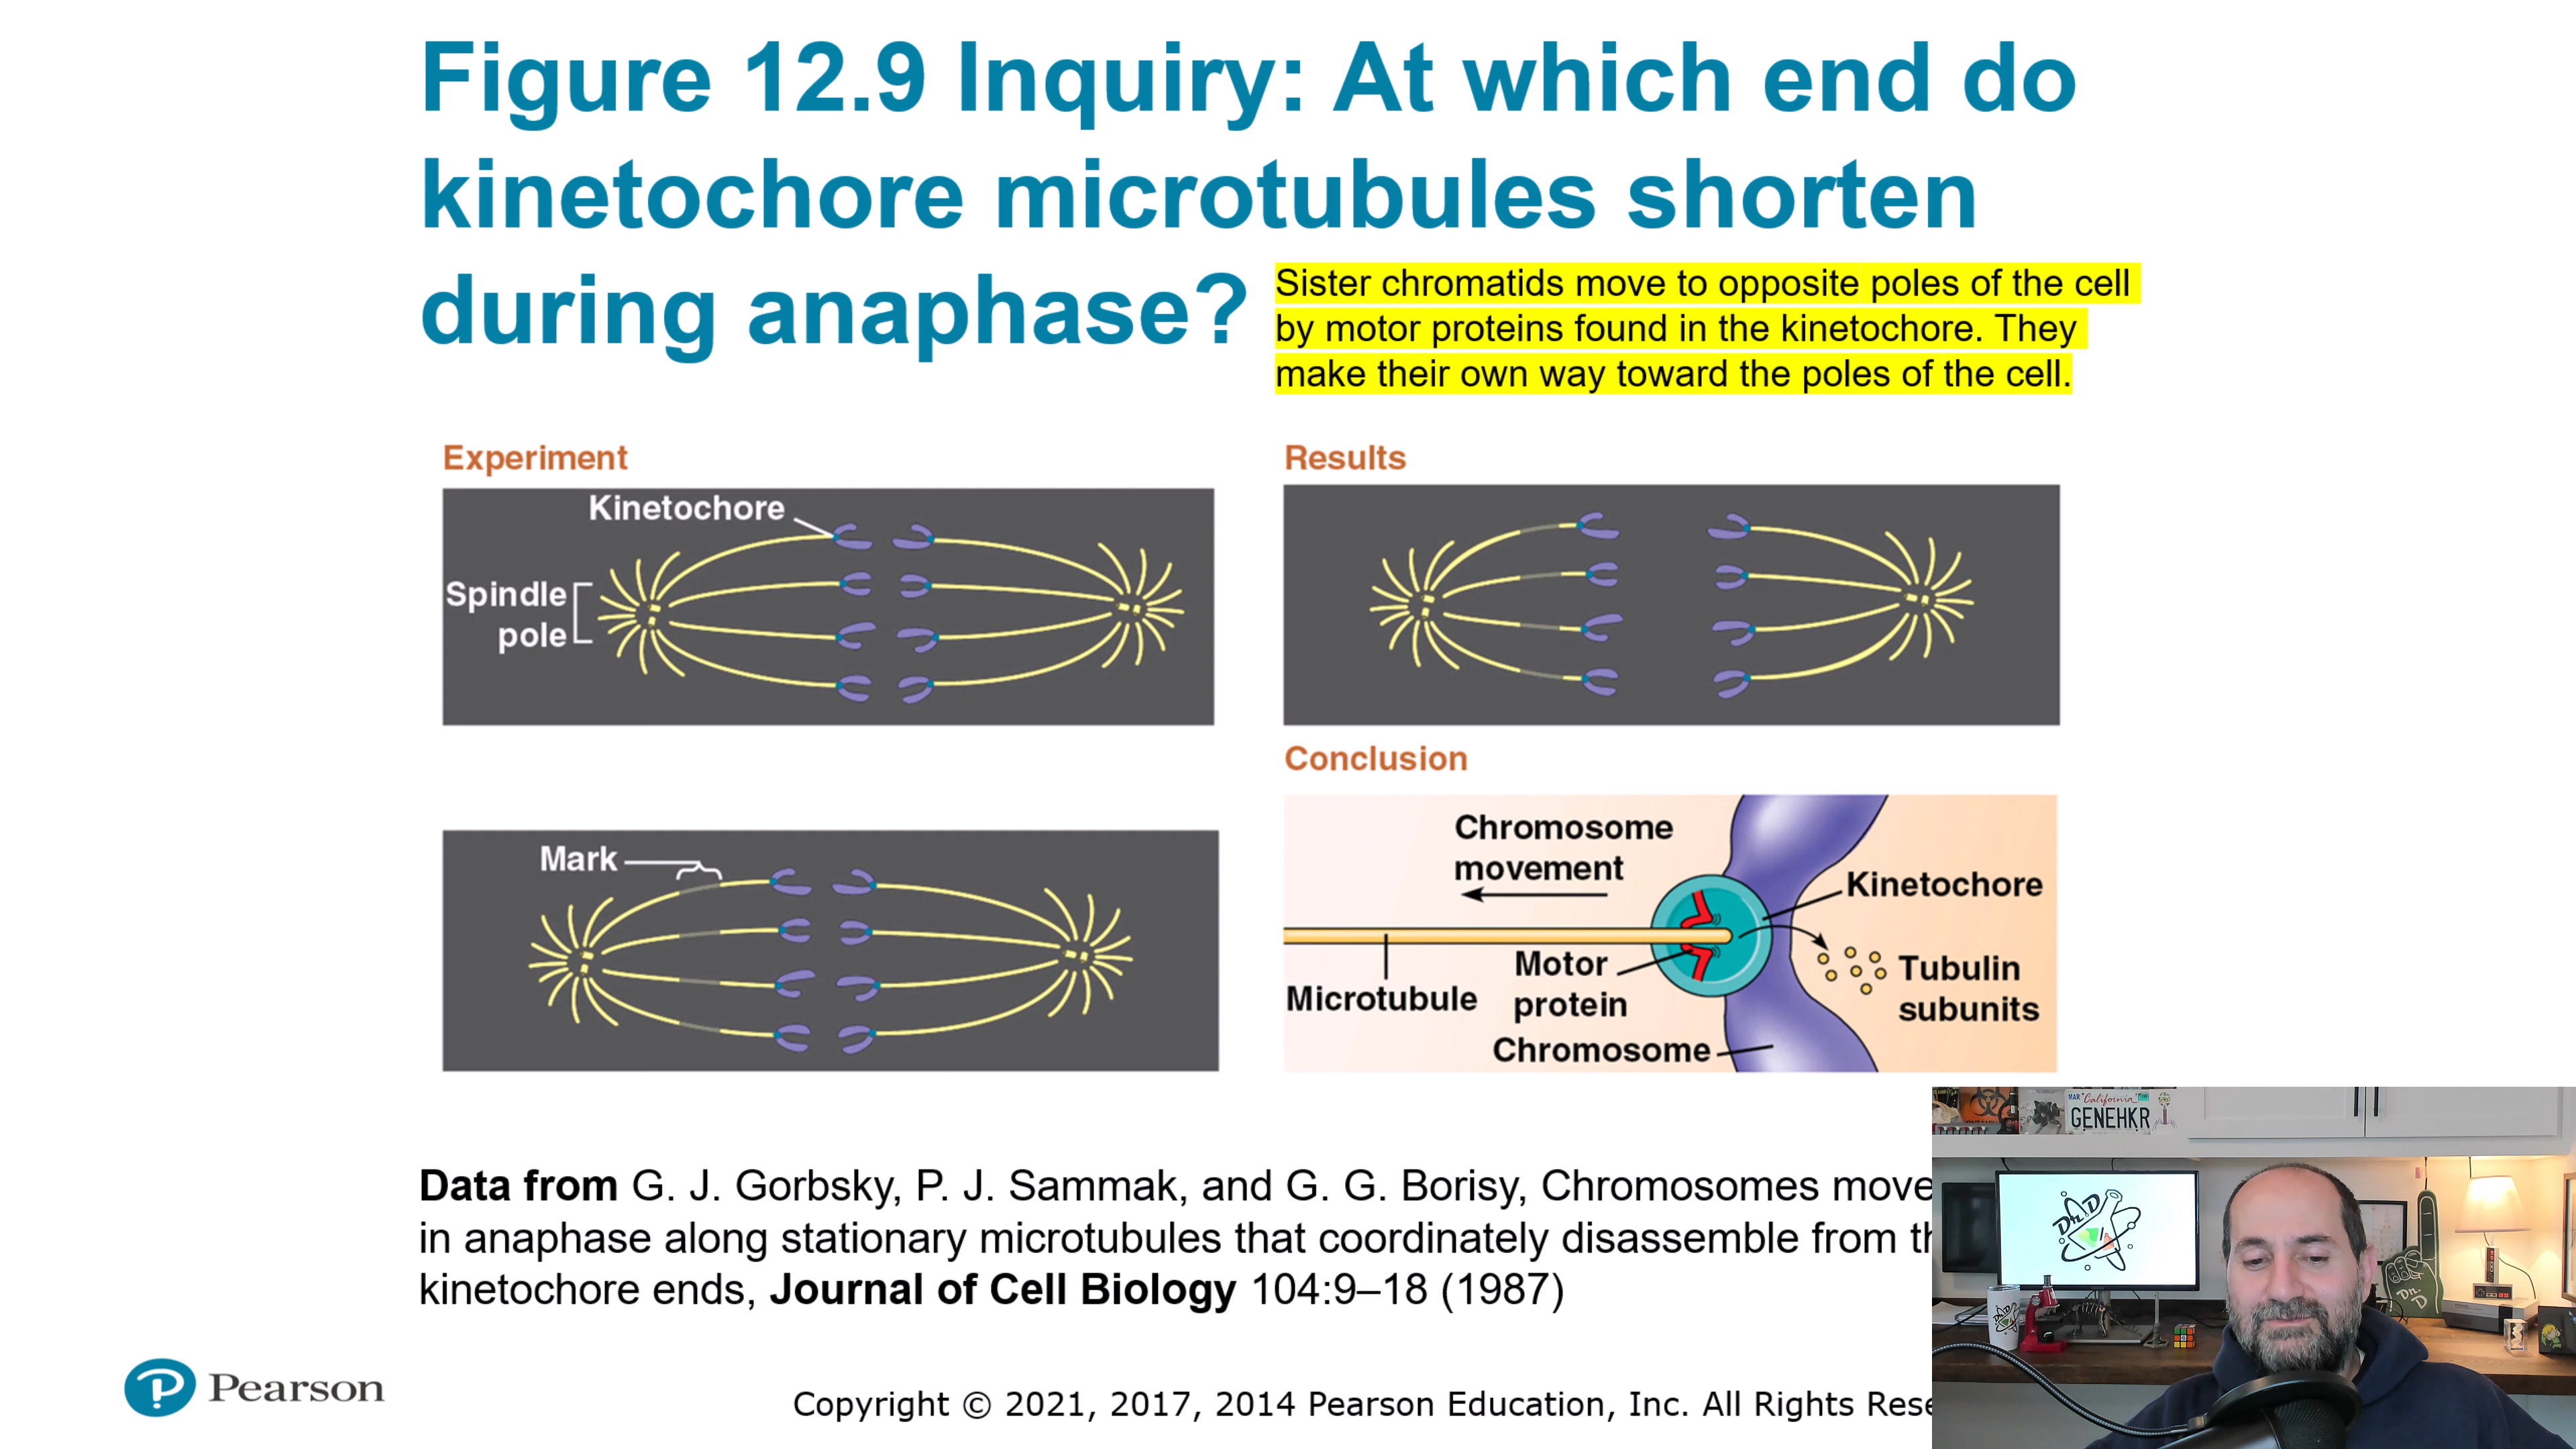 Figure 12.9 Inquiry: At which end do
kinetochore microtubules shorten
during anaphase?
Sister chromatids move to opposite poles of the cell
by motor proteins found in the kinetochore. They
make their own way toward the poles of the cell.
Experiment
Kinetochore
Spindle
pole
Mark
Results
Conclusion
Chromosome
movement
Kinetochore
Motor
protein
Microtubule
Tubulin
subunits
Chromosome
Data from G. J. Gorbsky, P. J. Sammak, and G. G. Borisy, Chromosomes move
in anaphase along stationary microtubules that coordinately disassemble from
kinetochore ends, Journal of Cell Biology 104:9–18 (1987)
Pearson
Copyright © 2021, 2017, 2014 Pearson Education, Inc. All Rights
MAR California
GENEHKR
Dr. D
Dr. D